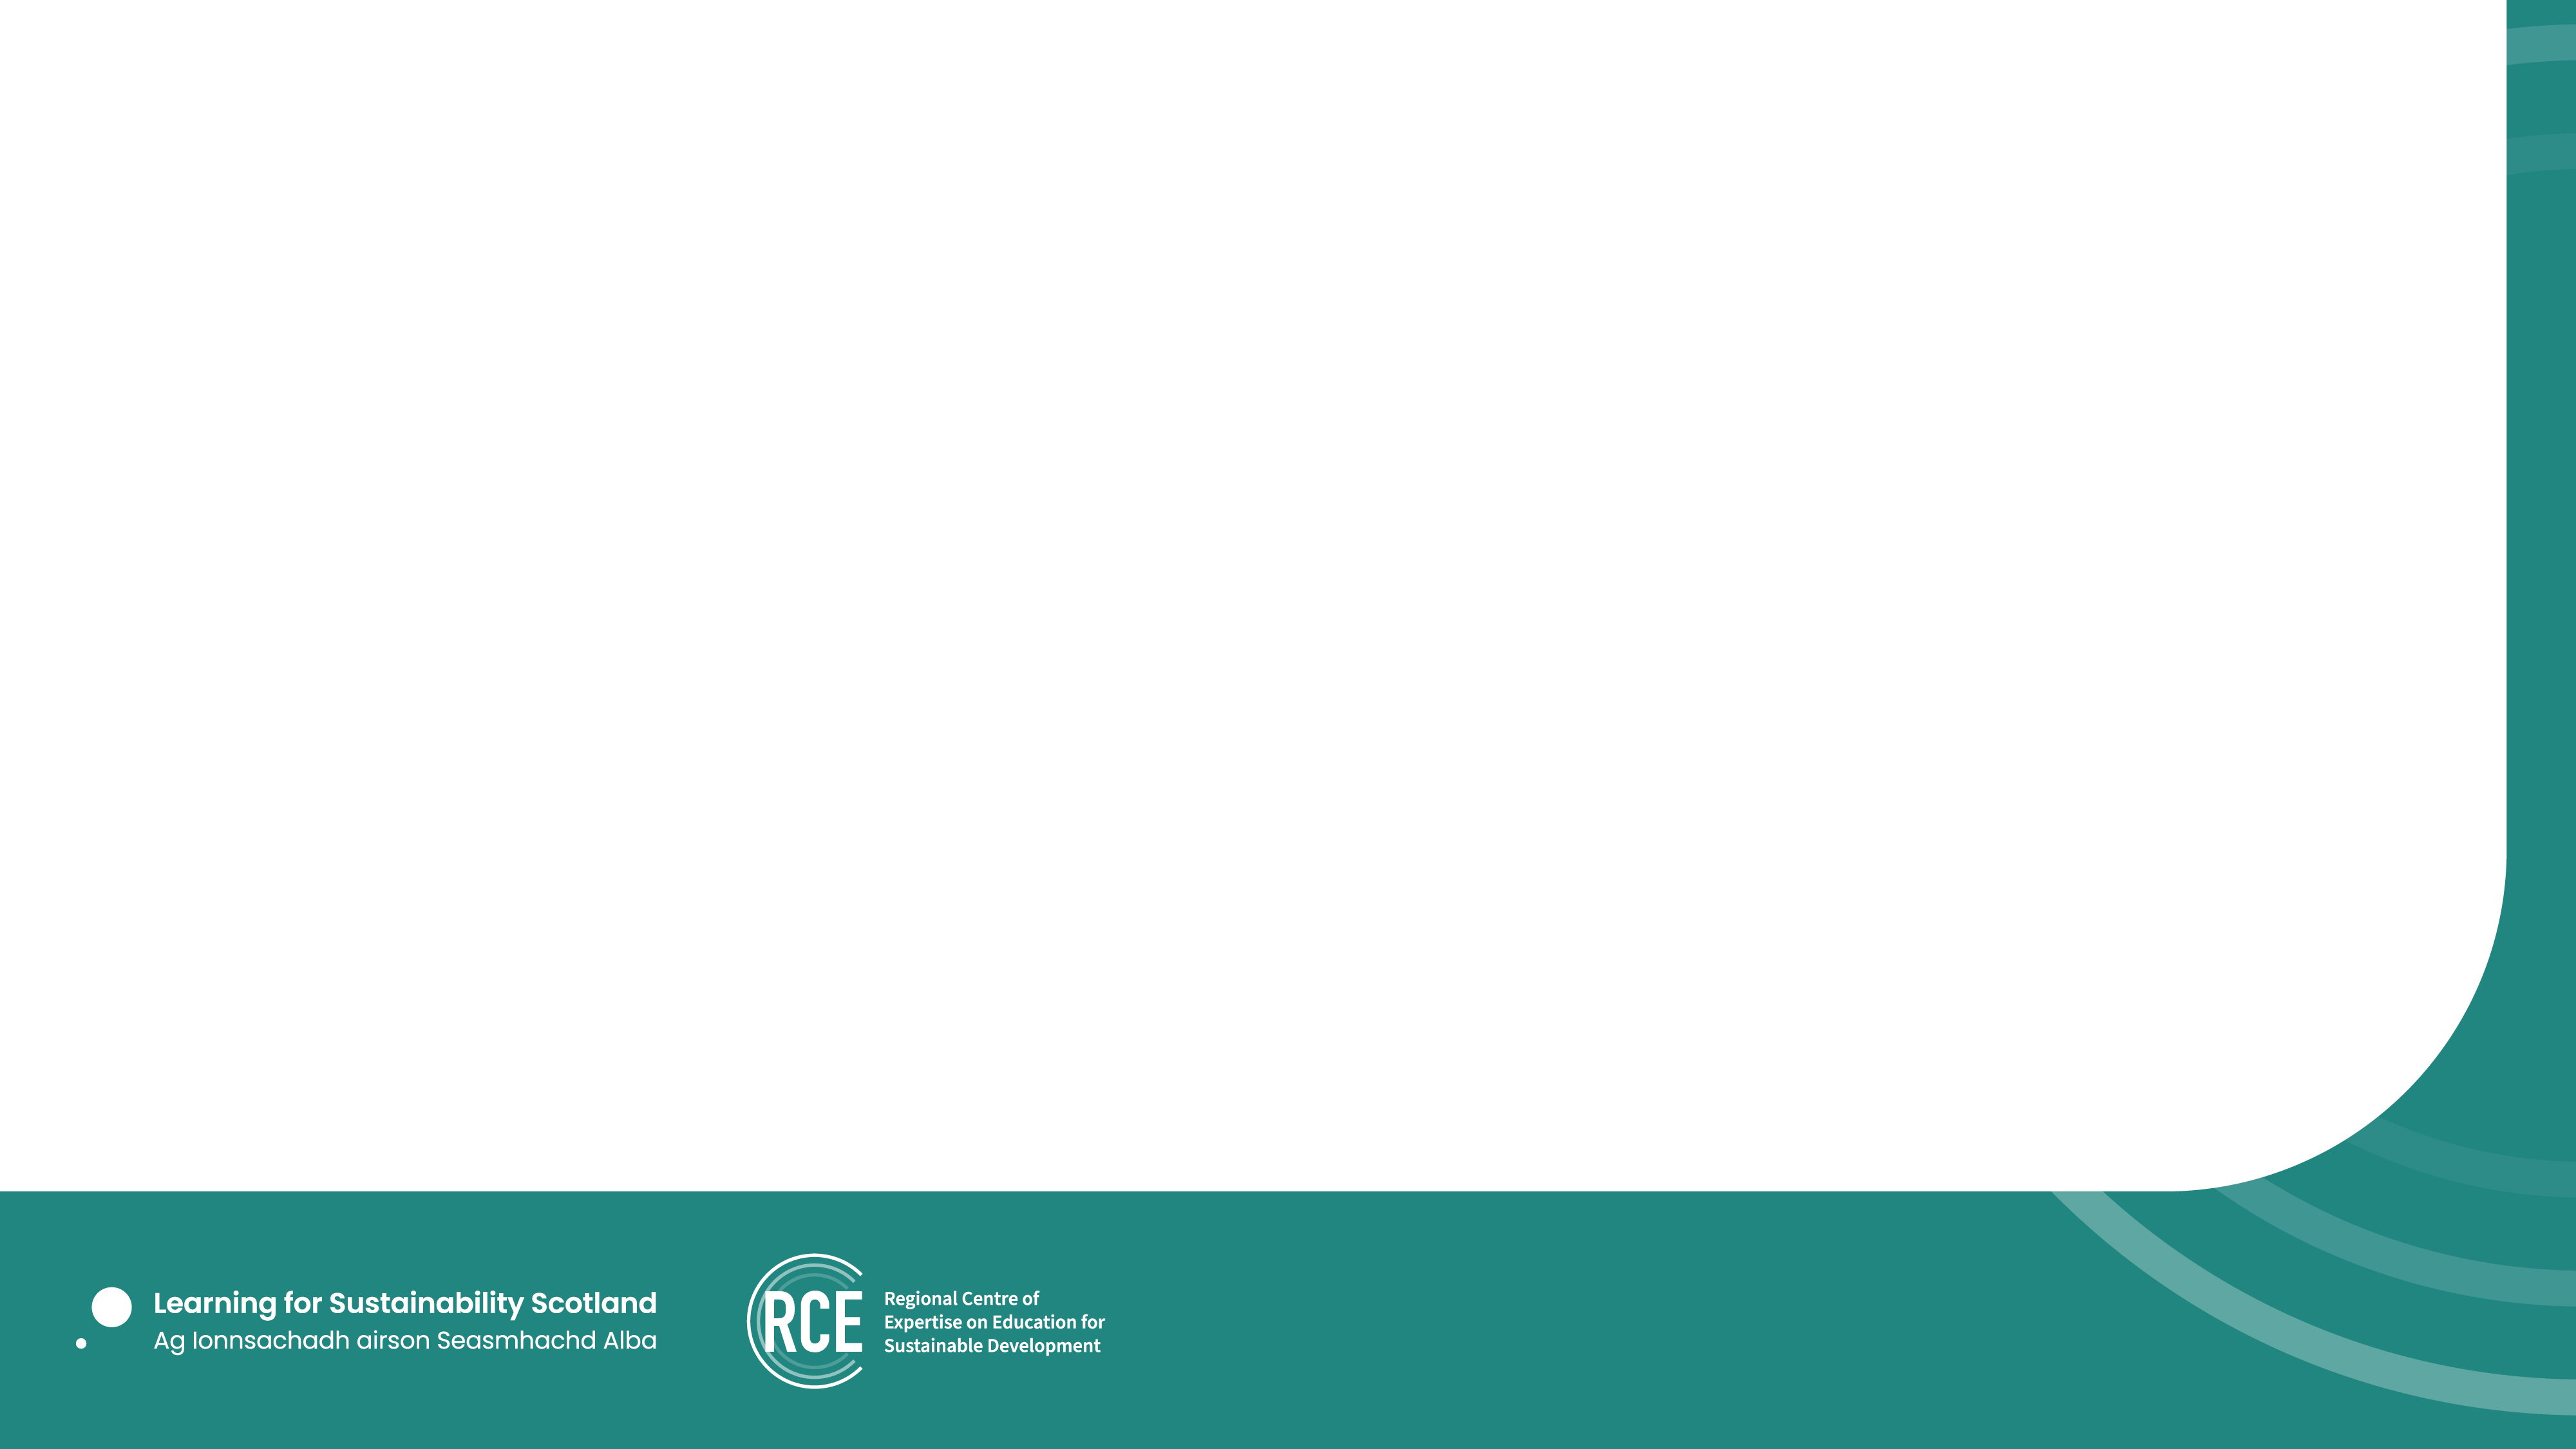 Learning for Sustainability Scotland
Ag Ionnsachadh airson Seasmhachd Alba
RCE
Regional Centre of
Expertise on Education for
Sustainable Development